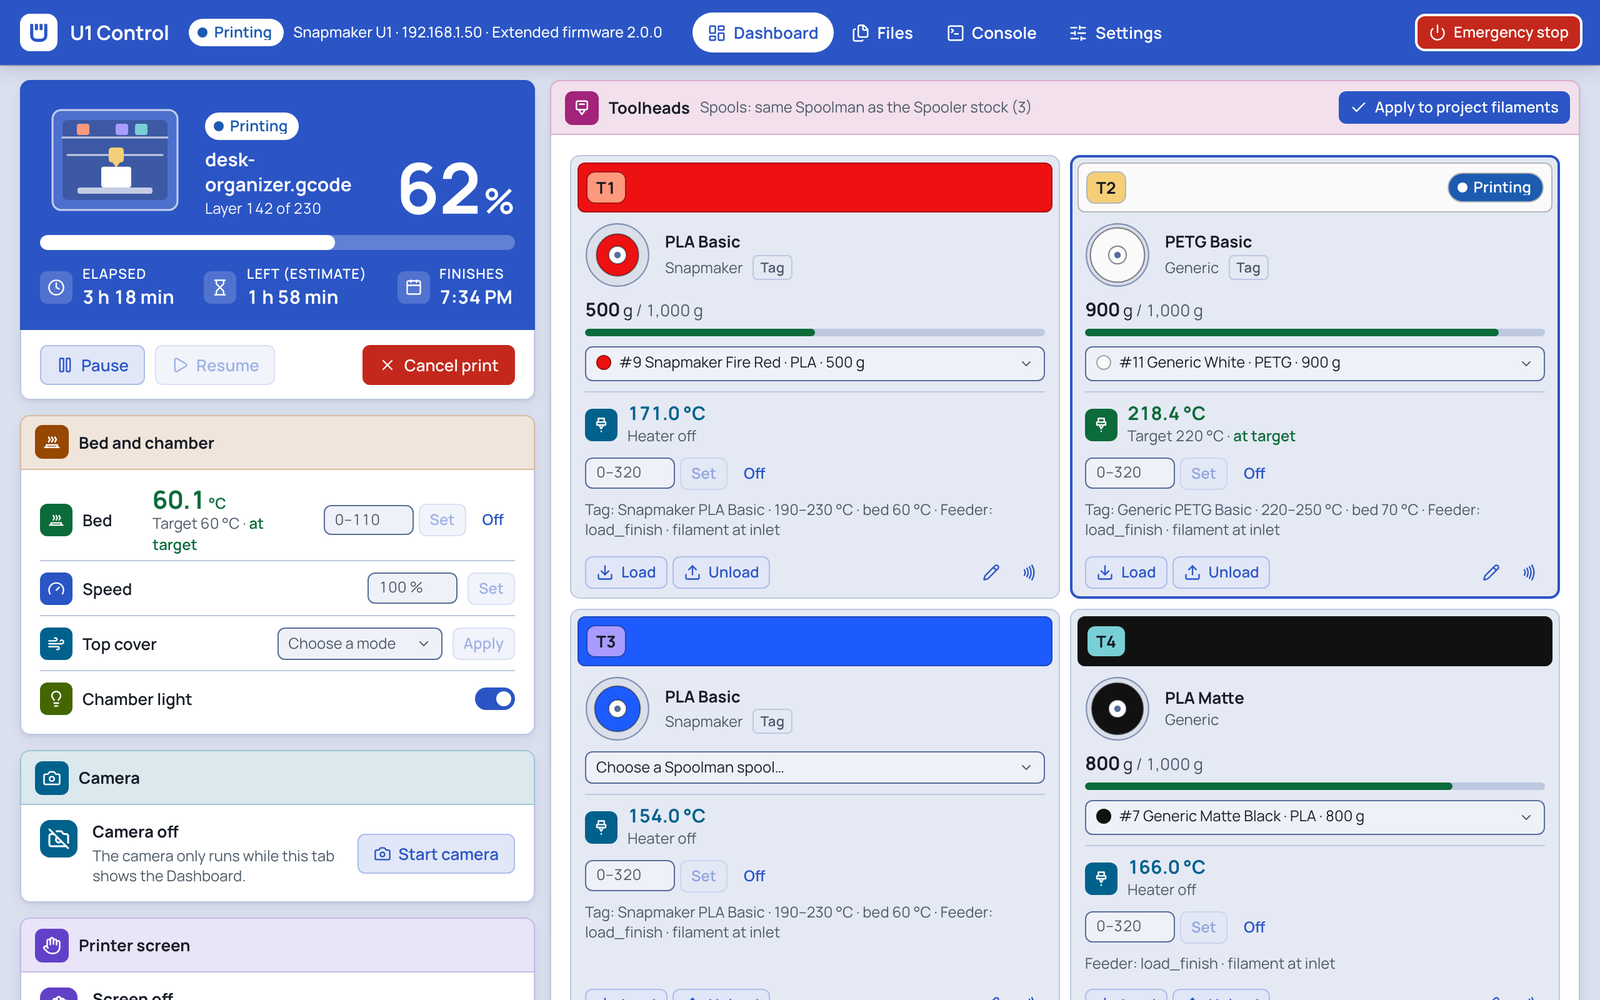 U1 Control
Printing
Snapmaker U1 · 192.168.1.50 · Extended firmware 2.0.0
Dashboard
Files
Console
Settings
Emergency stop
Printing
desk-
organizer.gcode
Layer 142 of 230
62%
ELAPSED
3 h 18 min
LEFT (ESTIMATE)
1 h 58 min
FINISHES
7:34 PM
Pause
Resume
Cancel print
Bed and chamber
Bed
60.1 °C
Target 60 °C · at
target
0–110
Set
Off
Speed
100 %
Set
Top cover
Choose a mode
Apply
Chamber light
Camera
Camera off
The camera only runs while this tab
shows the Dashboard.
Start camera
Printer screen
Screen off
Toolheads
Spools: same Spoolman as the Spooler stock (3)
Apply to project filaments
T1
PLA Basic
Snapmaker
Tag
500 g / 1,000 g
#9 Snapmaker Fire Red · PLA · 500 g
171.0 °C
Heater off
0–320
Set
Off
Tag: Snapmaker PLA Basic · 190–230 °C · bed 60 °C · Feeder:
load_finish · filament at inlet
Load
Unload
T2
Printing
PETG Basic
Generic
Tag
900 g / 1,000 g
#11 Generic White · PETG · 900 g
218.4 °C
Target 220 °C · at target
0–320
Set
Off
Tag: Generic PETG Basic · 220–250 °C · bed 70 °C · Feeder:
load_finish · filament at inlet
Load
Unload
T3
PLA Basic
Snapmaker
Tag
Choose a Spoolman spool…
154.0 °C
Heater off
0–320
Set
Off
Tag: Snapmaker PLA Basic · 190–230 °C · bed 60 °C · Feeder:
load_finish · filament at inlet
T4
PLA Matte
Generic
800 g / 1,000 g
#7 Generic Matte Black · PLA · 800 g
166.0 °C
Heater off
0–320
Set
Off
Feeder: load_finish · filament at inlet